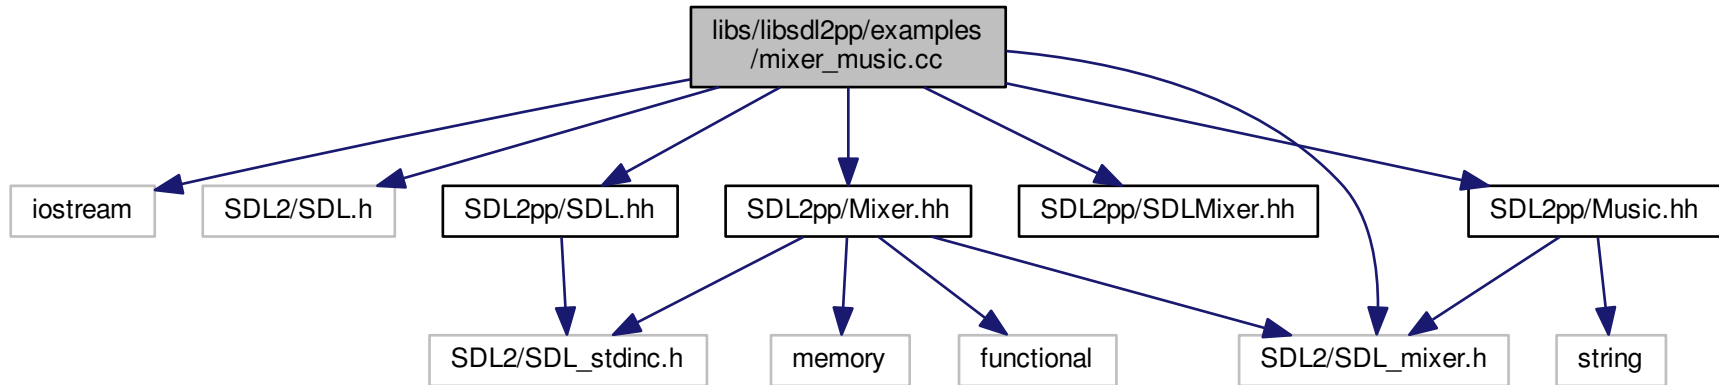 libs/libsdl2pp/examples
/mixer_music.cc
iostream
SDL2/SDL.h
SDL2pp/SDL.hh
SDL2pp/Mixer.hh
SDL2pp/SDLMixer.hh
SDL2pp/Music.hh
SDL2/SDL_stdinc.h
memory
functional
SDL2/SDL_mixer.h
string